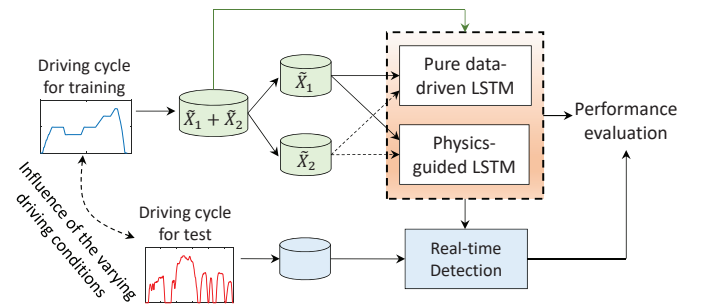 Driving cycle
for training
X̃₁ + X̃₂
X̃₁
X̃₂
Pure data-
driven LSTM
Physics-
guided LSTM
Performance
evaluation
Influence of the varying
driving conditions
Driving cycle
for test
Real-time
Detection